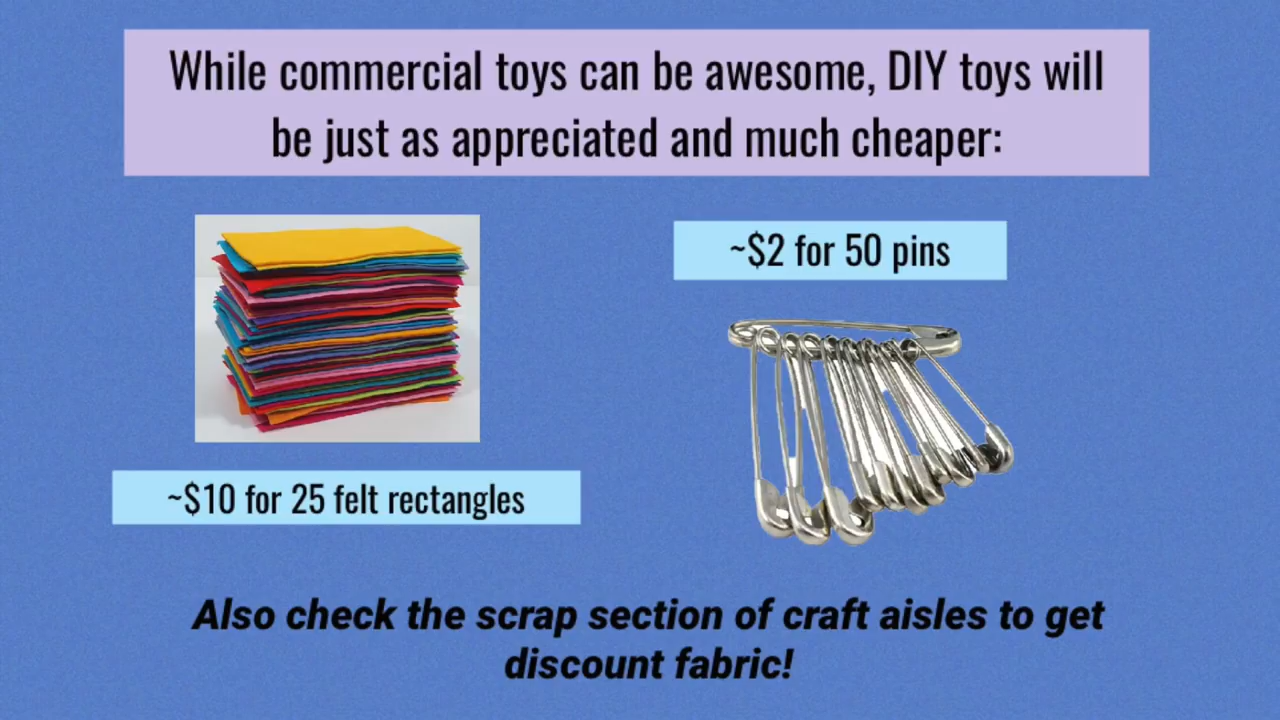 While commercial toys can be awesome, DIY toys will
be just as appreciated and much cheaper:
~$2 for 50 pins
~$10 for 25 felt rectangles
Also check the scrap section of craft aisles to get
discount fabric!